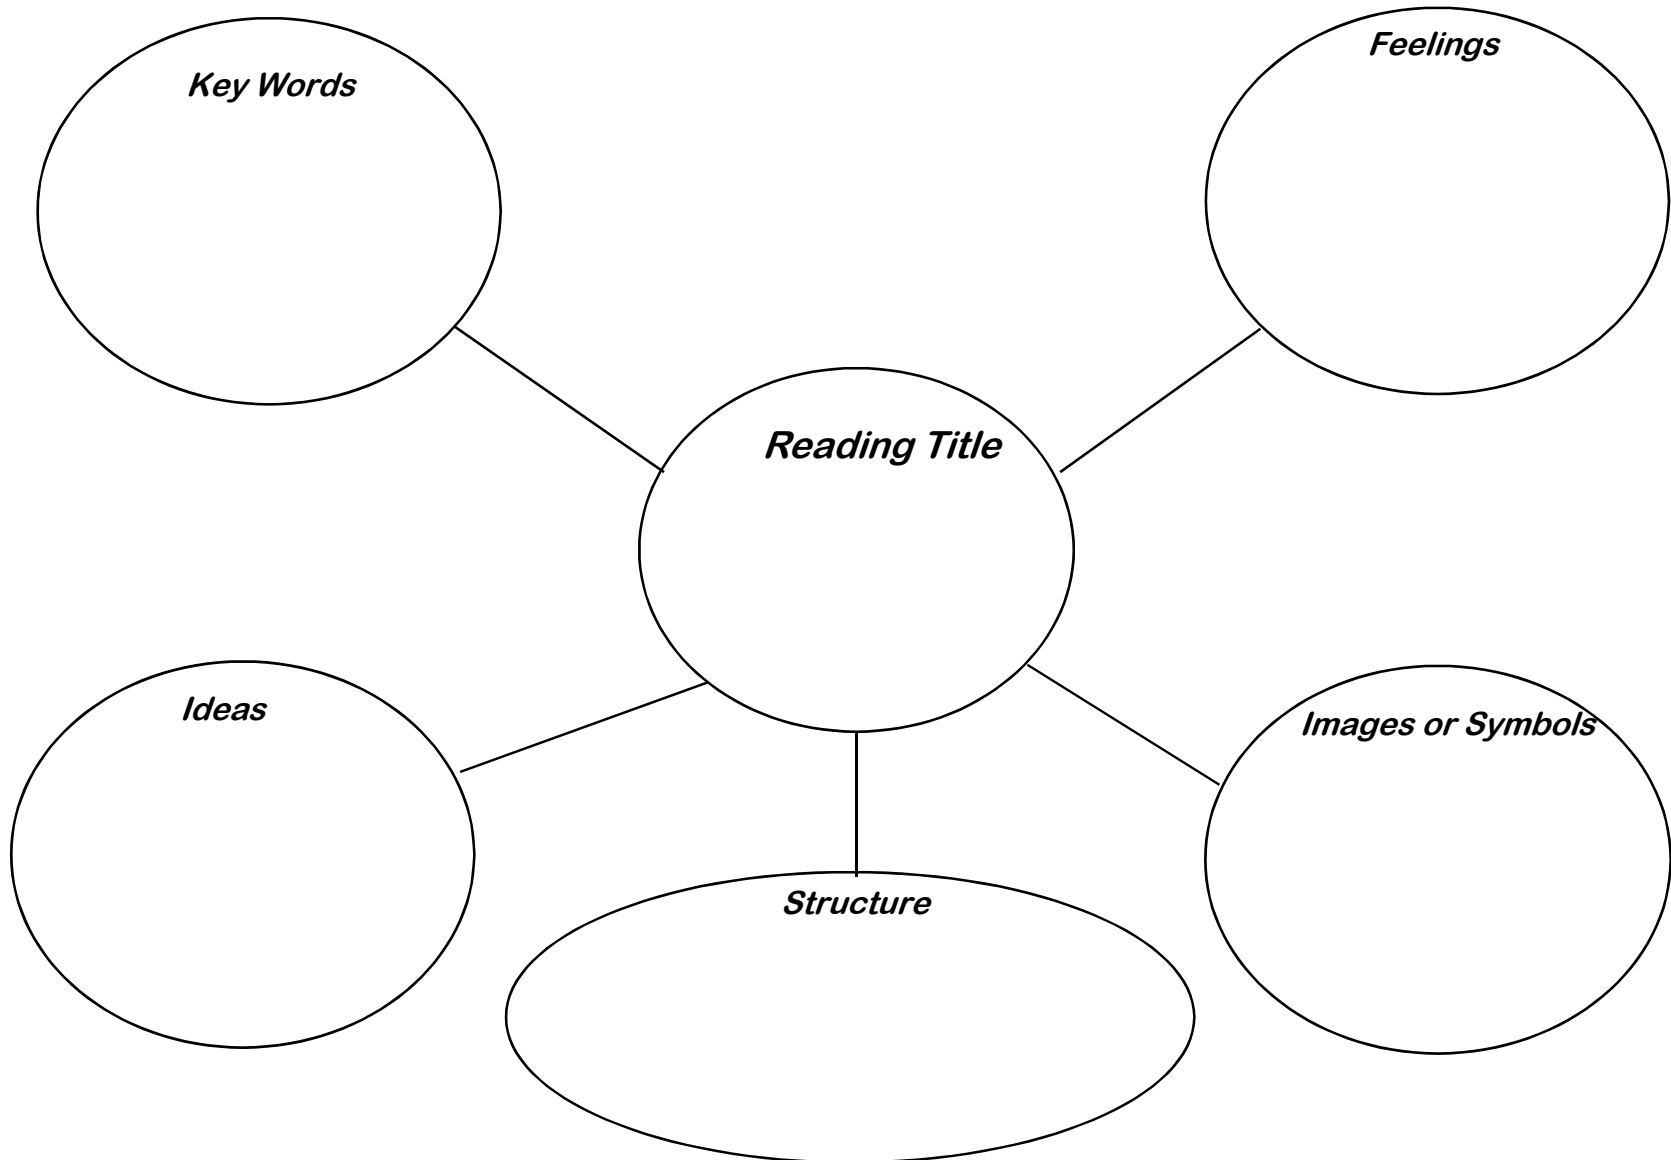 Feelings
Key Words
Reading Title
Ideas
Images or Symbols
Structure